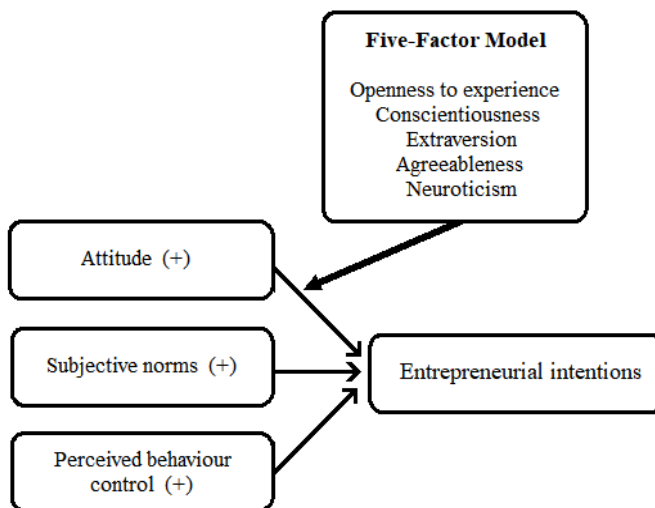 Five-Factor Model
Openness to experience
Conscientiousness
Extraversion
Agreeableness
Neuroticism
Attitude (+)
Subjective norms (+)
Entrepreneurial intentions
Perceived behaviour
control (+)